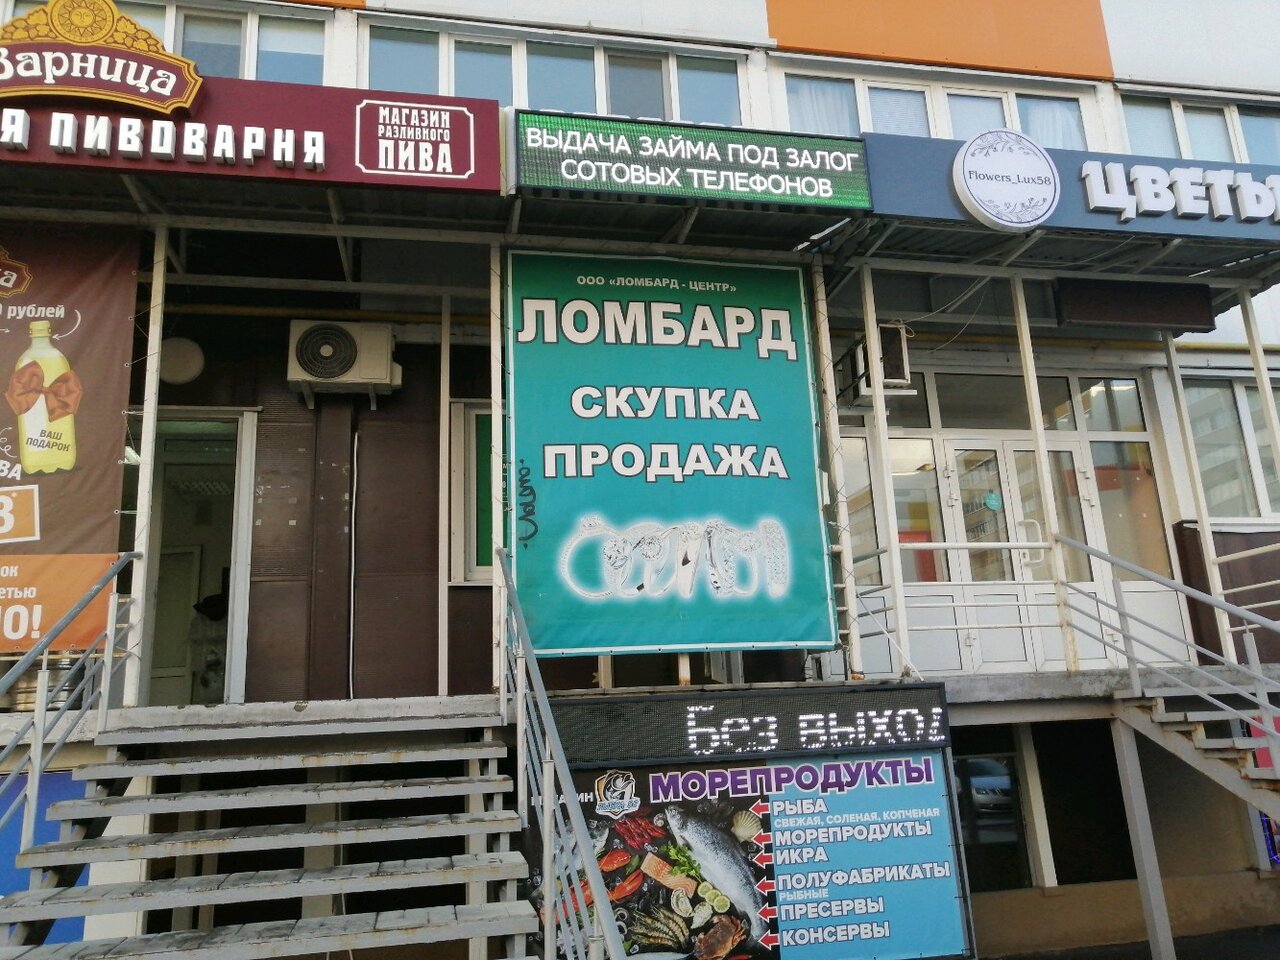 Варница
Я ПИВОВАРНЯ
МАГАЗИН
РАЗЛИВНОГО
ПИВА
ВЫДАЧА ЗАЙМА ПОД ЗАЛОГ
СОТОВЫХ ТЕЛЕФОНОВ
Flowers_Lux58
ЦВЕТЫ
рублей
ВАШ
ПОДАРОК
ООО «ЛОМБАРД - ЦЕНТР»
ЛОМБАРД
СКУПКА
ПРОДАЖА
Без выхо
МОРЕПРОДУКТЫ
РЫБА
СВЕЖАЯ, СОЛЕНАЯ, КОПЧЕНАЯ
МОРЕПРОДУКТЫ
ИКРА
ПОЛУФАБРИКАТЫ
РЫБНЫЕ
ПРЕСЕРВЫ
КОНСЕРВЫ